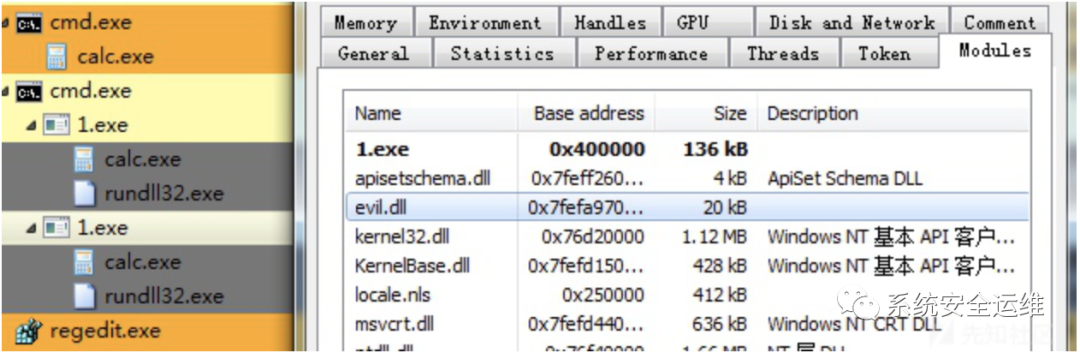 cmd.exe
calc.exe
cmd.exe
1.exe
calc.exe
rundll32.exe
1.exe
calc.exe
rundll32.exe
regedit.exe
Memory Environment Handles GPU Disk and Network Comment
General Statistics Performance Threads Token Modules
Name Base address Size Description
1.exe 0x400000 136 kB
apisetschema.dll 0x7feff260... 4 kB ApiSet Schema DLL
evil.dll 0x7fefa970... 20 kB
kernel32.dll 0x76d20000 1.12 MB Windows NT 基本 API 客户...
KernelBase.dll 0x7fefd150... 428 kB Windows NT 基本 API 客户...
locale.nls 0x250000 412 kB
msvcrt.dll 0x7fefd440... 636 kB Windows NT CRT DLL
系统安全运维
先知社区